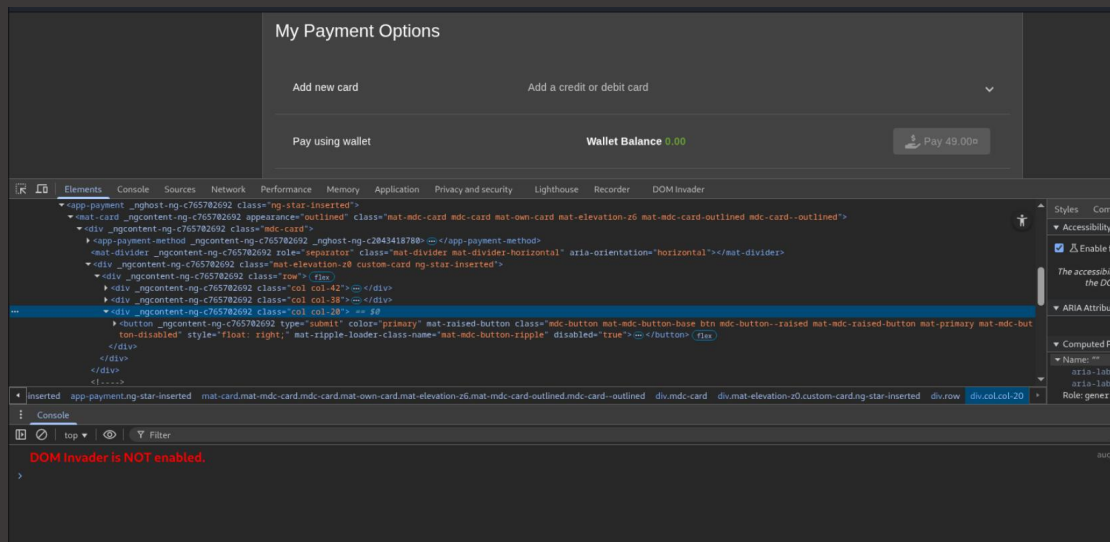 My Payment Options
Add new card Add a credit or debit card
Pay using wallet Wallet Balance 0.00 Pay 49.00¤
Elements Console Sources Network Performance Memory Application Privacy and security Lighthouse Recorder DOM Invader
▼<app-payment _nghost-ng-c765702692 class="ng-star-inserted">
▼<mat-card _ngcontent-ng-c765702692 appearance="outlined" class="mat-mdc-card mdc-card mat-own-card mat-elevation-z6 mat-mdc-card-outlined mdc-card--outlined">
▼<div _ngcontent-ng-c765702692 class="mdc-card">
▶<app-payment-method _ngcontent-ng-c765702692 _nghost-ng-c2043418780>…</app-payment-method>
<mat-divider _ngcontent-ng-c765702692 role="separator" class="mat-divider mat-divider-horizontal" aria-orientation="horizontal"></mat-divider>
▼<div _ngcontent-ng-c765702692 class="mat-elevation-z0 custom-card ng-star-inserted">
▼<div _ngcontent-ng-c765702692 class="row"> flex
▶<div _ngcontent-ng-c765702692 class="col col-42">…</div>
▶<div _ngcontent-ng-c765702692 class="col col-38">…</div>
… ▼<div _ngcontent-ng-c765702692 class="col col-20"> == $0
▶<button _ngcontent-ng-c765702692 type="submit" color="primary" mat-raised-button class="mdc-button mat-mdc-button-base btn mdc-button--raised mat-mdc-raised-button mat-primary mat-mdc-but
ton-disabled" style="float: right;" mat-ripple-loader-class-name="mat-mdc-button-ripple" disabled="true">…</button> flex
</div>
</div>
</div>
<!---->
inserted app-payment.ng-star-inserted mat-card.mat-mdc-card.mdc-card.mat-own-card.mat-elevation-z6.mat-mdc-card-outlined.mdc-card--outlined div.mdc-card div.mat-elevation-z0.custom-card.ng-star-inserted div.row div.col.col-20
Styles Com
▼ Accessibility
Enable f
The accessibi
the DO
▼ ARIA Attribu
▼ Computed P
▼Name: ""
aria-lab
aria-lab
Role: gener
Console
top ▼ Filter
DOM Invader is NOT enabled. aug
>